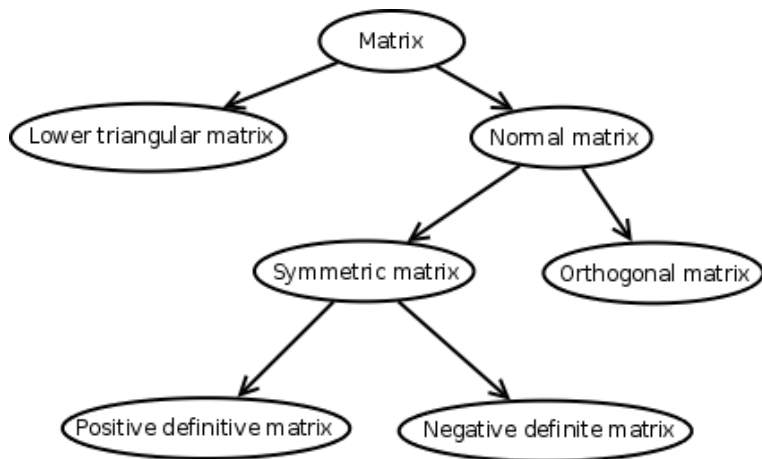 Matrix
Lower triangular matrix
Normal matrix
Symmetric matrix
Orthogonal matrix
Positive definitive matrix
Negative definite matrix